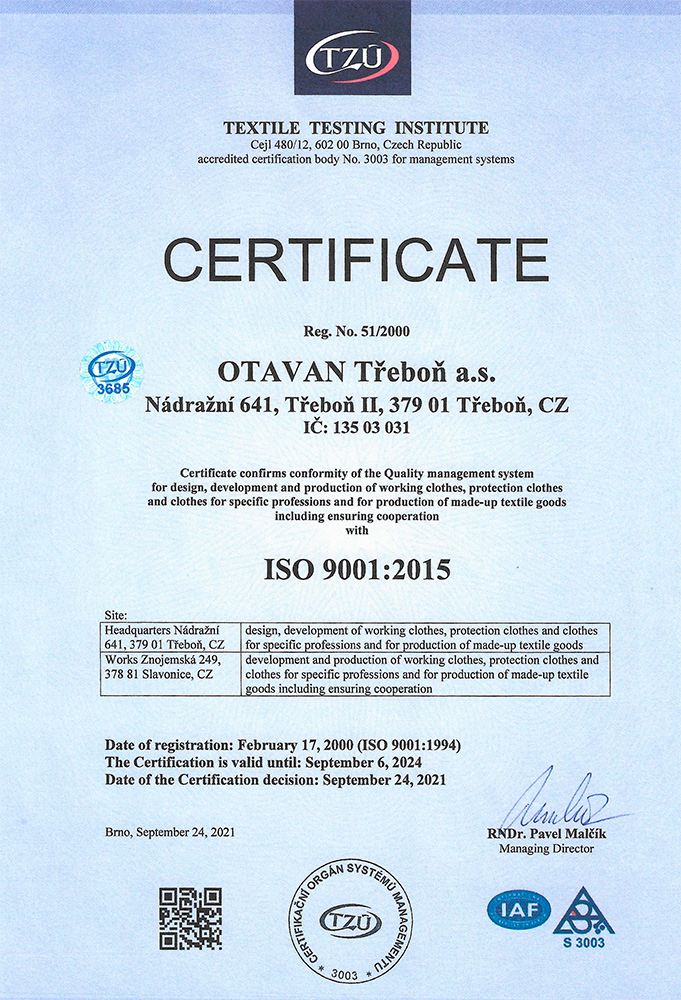 TZÚ
TEXTILE TESTING INSTITUTE
Cejl 480/12, 602 00 Brno, Czech Republic
accredited certification body No. 3003 for management systems
CERTIFICATE
Reg. No. 51/2000
TZÚ
3685
OTAVAN Třeboň a.s.
Nádražní 641, Třeboň II, 379 01 Třeboň, CZ
IČ: 135 03 031
Certificate confirms conformity of the Quality management system
for design, development and production of working clothes, protection clothes
and clothes for specific professions and for production of made-up textile goods
including ensuring cooperation
with
ISO 9001:2015
Site:
Headquarters Nádražní
641, 379 01 Třeboň, CZ
design, development of working clothes, protection clothes and clothes
for specific professions and for production of made-up textile goods
Works Znojemská 249,
378 81 Slavonice, CZ
development and production of working clothes, protection clothes and
clothes for specific professions and for production of made-up textile
goods including ensuring cooperation
Date of registration: February 17, 2000 (ISO 9001:1994)
The Certification is valid until: September 6, 2024
Date of the Certification decision: September 24, 2021
Brno, September 24, 2021
RNDr. Pavel Malčík
Managing Director
CERTIFIKAČNÍ ORGÁN SYSTÉMŮ MANAGEMENTU
TZÚ
* 3003 *
IAF
S 3003